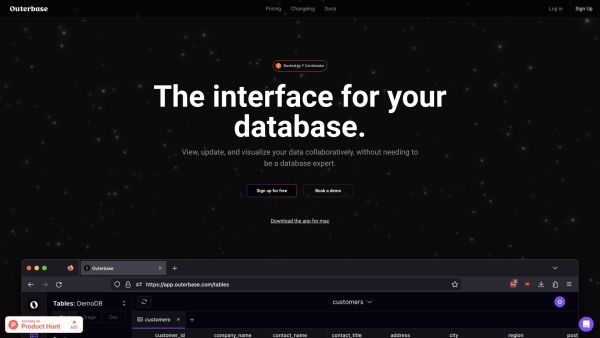 Outerbase
Pricing Changelog Docs
Log in Sign Up
Backed by Y Combinator
The interface for your
database.
View, update, and visualize your data collaboratively, without needing to
be a database expert.
Sign up for free Book a demo
Download the app for mac
Outerbase
https://app.outerbase.com/tables
Tables: DemoDB
customers
Stage Dev
customers
customer_id company_name contact_name contact_title address city region post
Product Hunt